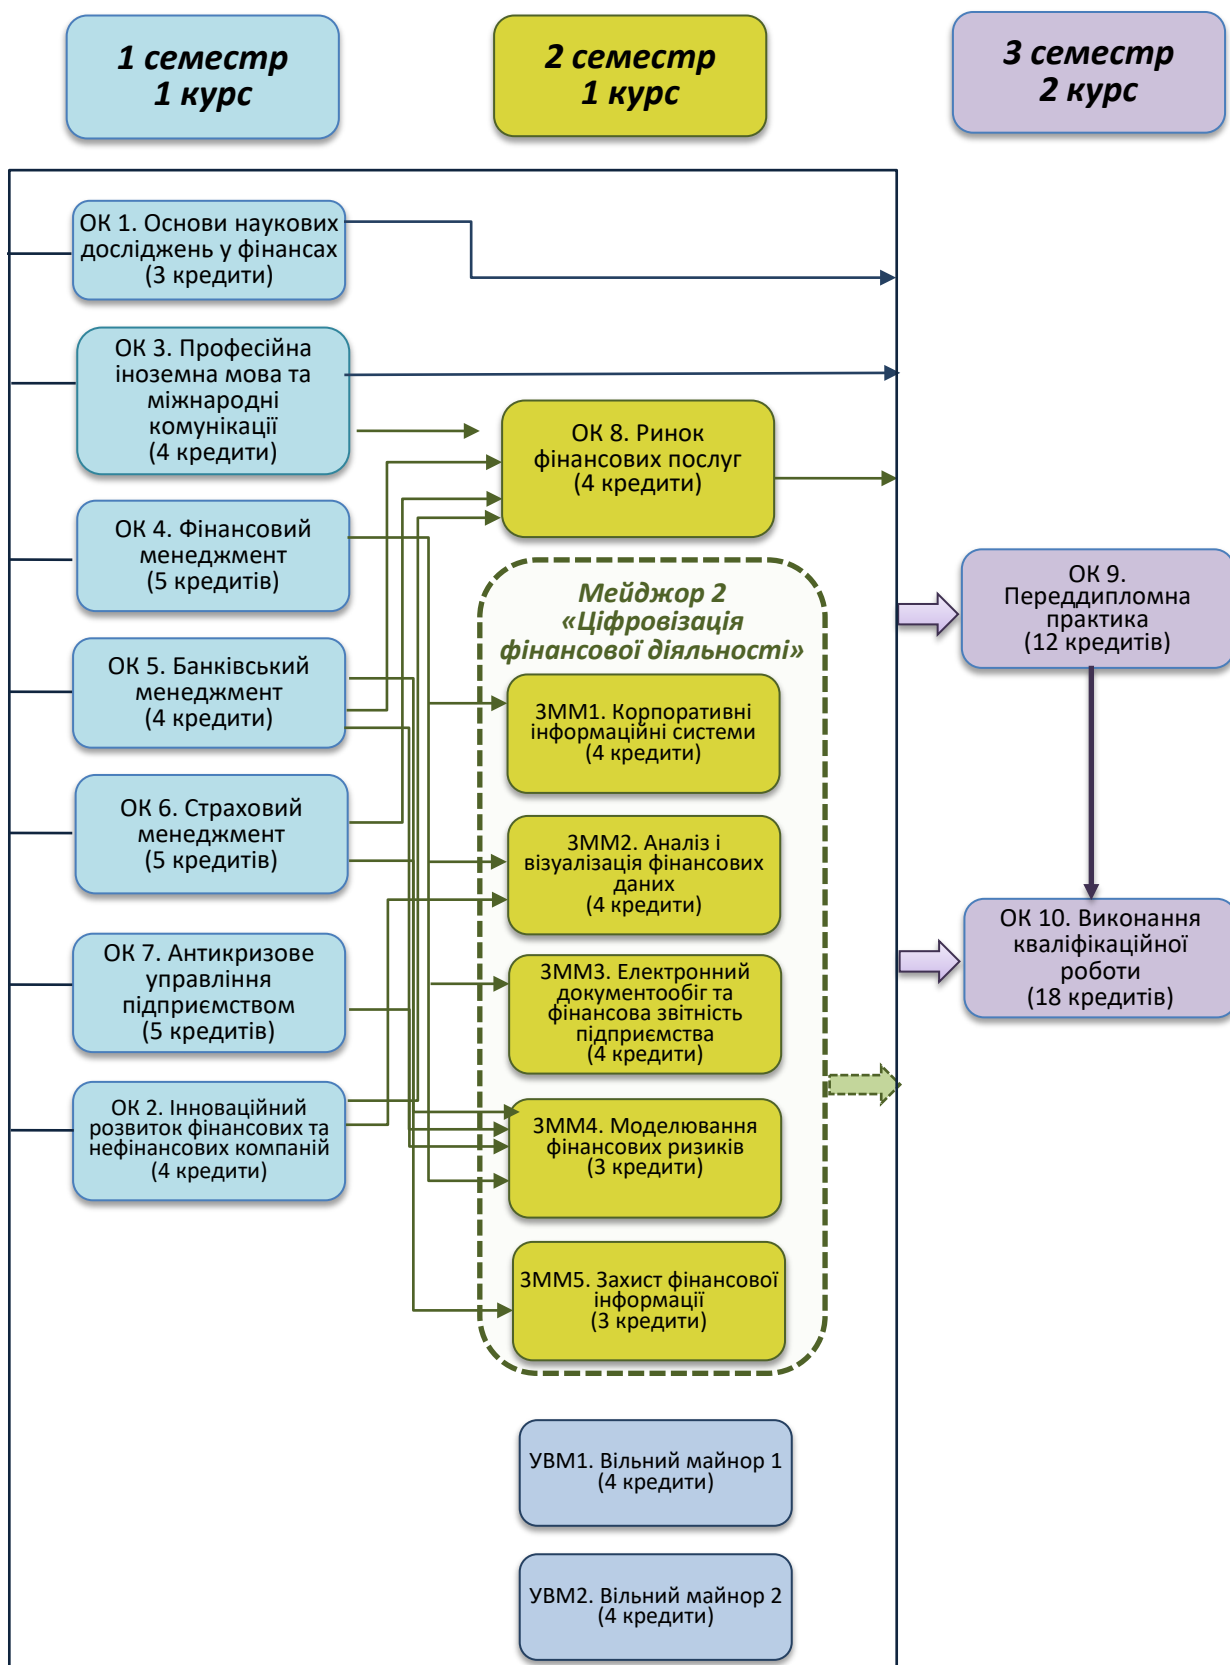 1 семестр
1 курс
2 семестр
1 курс
3 семестр
2 курс
ОК 1. Основи наукових
досліджень у фінансах
(3 кредити)
ОК 3. Професійна
іноземна мова та
міжнародні
комунікації
(4 кредити)
ОК 4. Фінансовий
менеджмент
(5 кредитів)
ОК 5. Банківський
менеджмент
(4 кредити)
ОК 6. Страховий
менеджмент
(5 кредитів)
ОК 7. Антикризове
управління
підприємством
(5 кредитів)
ОК 2. Інноваційний
розвиток фінансових та
нефінансових компаній
(4 кредити)
ОК 8. Ринок
фінансових послуг
(4 кредити)
Мейджор 2
«Ціфровізація
фінансової діяльності»
ЗММ1. Корпоративні
інформаційні системи
(4 кредити)
ЗММ2. Аналіз і
візуалізація фінансових
даних
(4 кредити)
ЗММ3. Електронний
документообіг та
фінансова звітність
підприємства
(4 кредити)
ЗММ4. Моделювання
фінансових ризиків
(3 кредити)
ЗММ5. Захист фінансової
інформації
(3 кредити)
УВМ1. Вільний майнор 1
(4 кредити)
УВМ2. Вільний майнор 2
(4 кредити)
ОК 9.
Переддипломна
практика
(12 кредитів)
ОК 10. Виконання
кваліфікаційної
роботи
(18 кредитів)